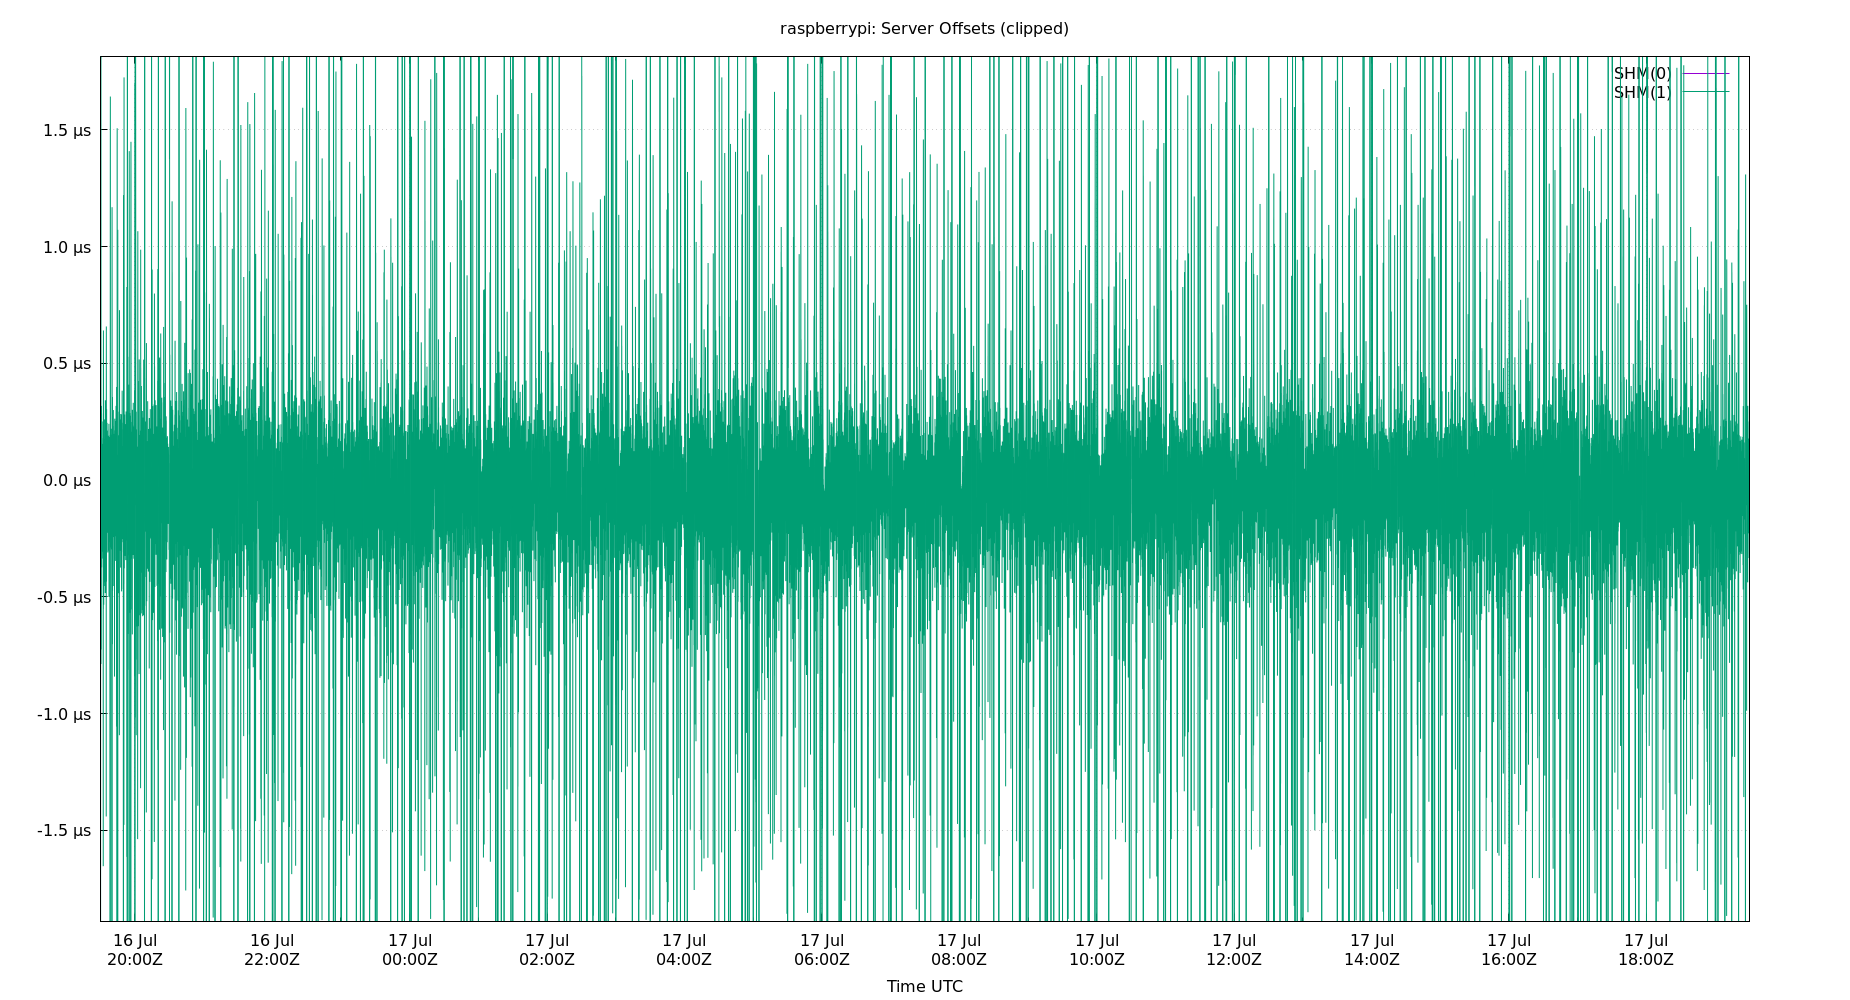 raspberrypi: Server Offsets (clipped)
SHM(0)
SHM(1)
1.5 µs
1.0 µs
0.5 µs
0.0 µs
-0.5 µs
-1.0 µs
-1.5 µs
16 Jul 16 Jul 17 Jul 17 Jul 17 Jul 17 Jul 17 Jul 17 Jul 17 Jul 17 Jul 17 Jul 17 Jul
20:00Z 22:00Z 00:00Z 02:00Z 04:00Z 06:00Z 08:00Z 10:00Z 12:00Z 14:00Z 16:00Z 18:00Z
Time UTC